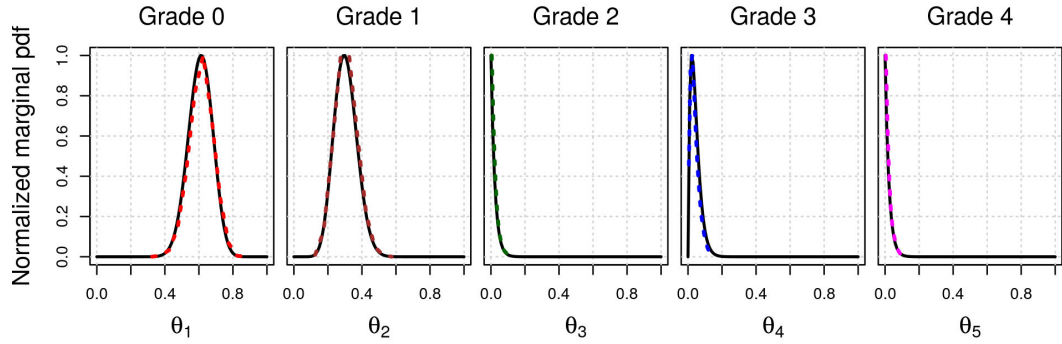 Grade 0 Grade 1 Grade 2 Grade 3 Grade 4
Normalized marginal pdf
1.0
0.8
0.6
0.4
0.2
0.0
0.0 0.4 0.8 0.0 0.4 0.8 0.0 0.4 0.8 0.0 0.4 0.8 0.0 0.4 0.8
θ1 θ2 θ3 θ4 θ5